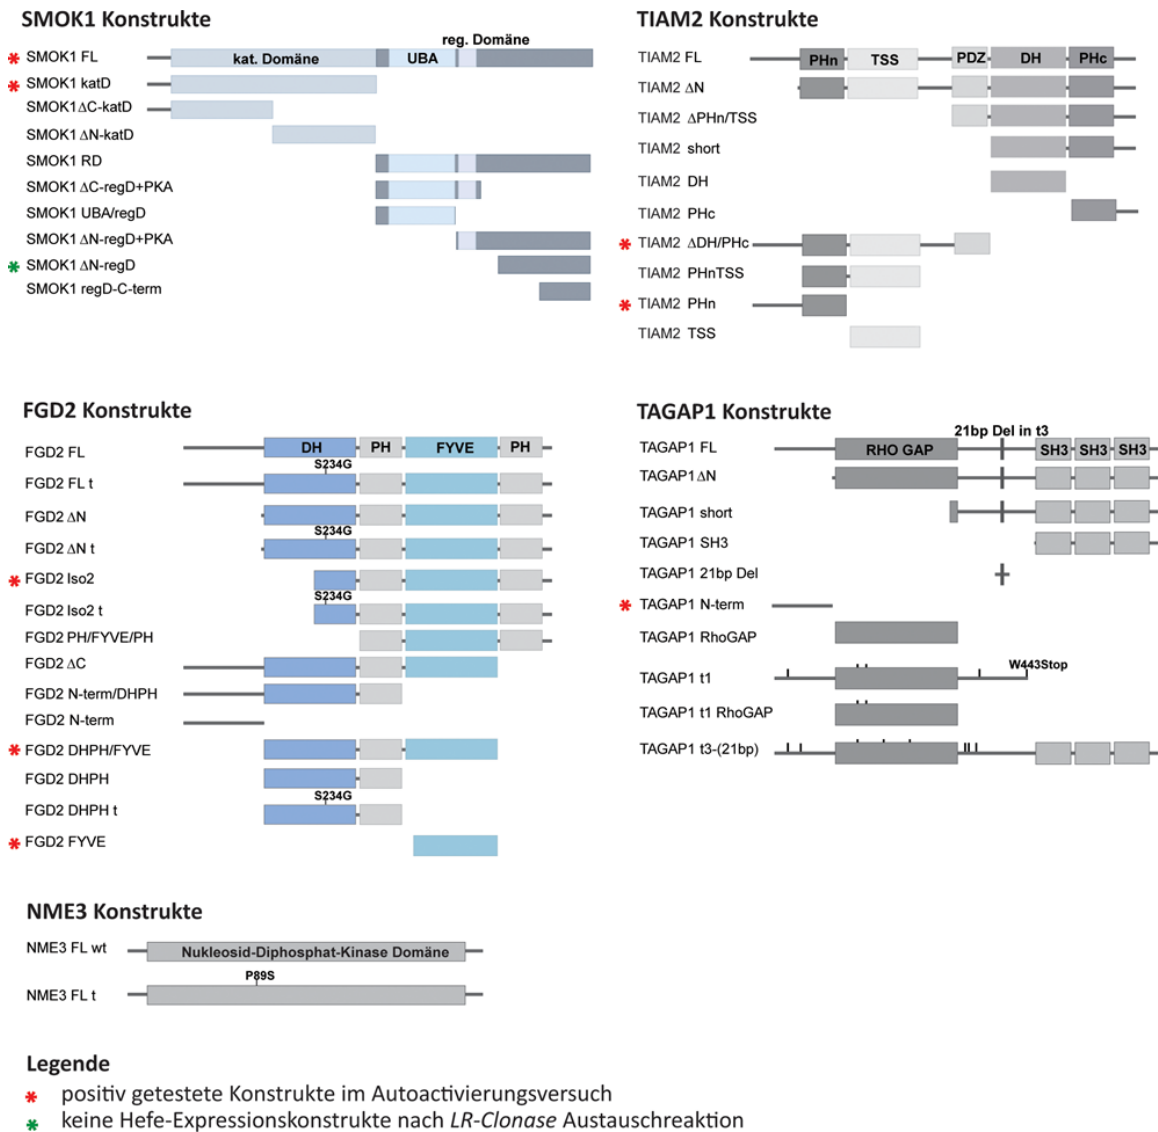 SMOK1 Konstrukte
reg. Domäne
SMOK1 FL
kat. Domäne
UBA
SMOK1 katD
SMOK1ΔC-katD
SMOK1 ΔN-katD
SMOK1 RD
SMOK1 ΔC-regD+PKA
SMOK1 UBA/regD
SMOK1 ΔN-regD+PKA
SMOK1 ΔN-regD
SMOK1 regD-C-term
TIAM2 Konstrukte
TIAM2 FL
PHn
TSS
PDZ
DH
PHc
TIAM2 ΔN
TIAM2 ΔPHn/TSS
TIAM2 short
TIAM2 DH
TIAM2 PHc
TIAM2 ΔDH/PHc
TIAM2 PHnTSS
TIAM2 PHn
TIAM2 TSS
FGD2 Konstrukte
FGD2 FL
DH
PH
FYVE
PH
S234G
FGD2 FL t
FGD2 ΔN
S234G
FGD2 ΔN t
FGD2 Iso2
S234G
FGD2 Iso2 t
FGD2 PH/FYVE/PH
FGD2 ΔC
FGD2 N-term/DHPH
FGD2 N-term
FGD2 DHPH/FYVE
FGD2 DHPH
S234G
FGD2 DHPH t
FGD2 FYVE
TAGAP1 Konstrukte
21bp Del in t3
TAGAP1 FL
RHO GAP
SH3
SH3
SH3
TAGAP1ΔN
TAGAP1 short
TAGAP1 SH3
TAGAP1 21bp Del
TAGAP1 N-term
TAGAP1 RhoGAP
W443Stop
TAGAP1 t1
TAGAP1 t1 RhoGAP
TAGAP1 t3-(21bp)
NME3 Konstrukte
NME3 FL wt
Nukleosid-Diphosphat-Kinase Domäne
P89S
NME3 FL t
Legende
* positiv getestete Konstrukte im Autoactivierungsversuch
* keine Hefe-Expressionskonstrukte nach LR-Clonase Austauschreaktion